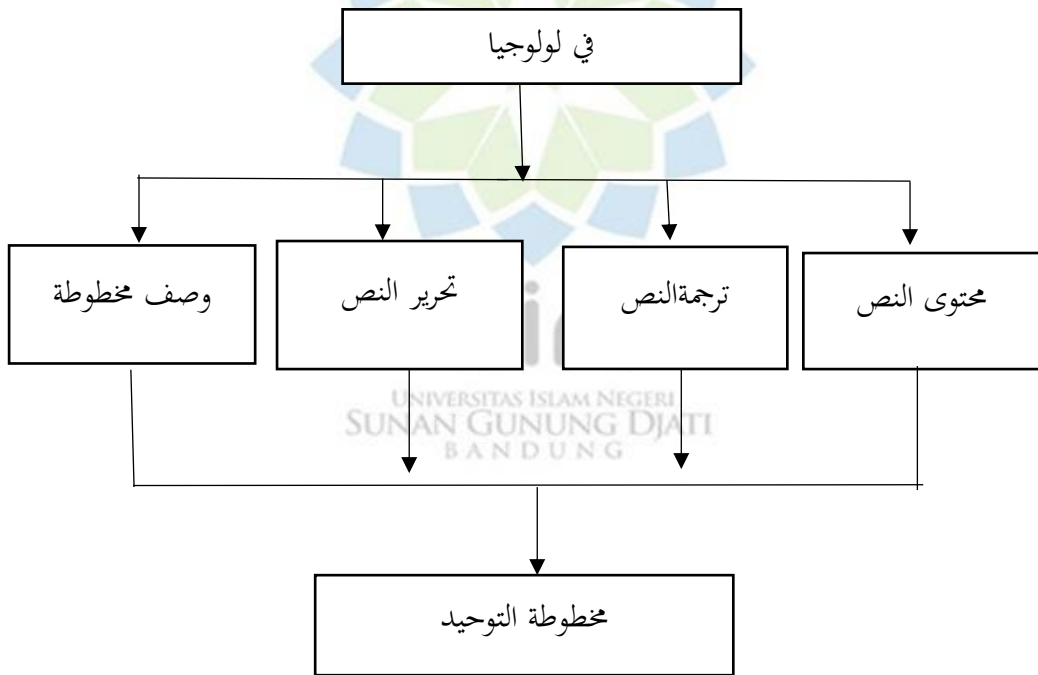 في لولوجيا
محتوى النص
ترجمةالنص
تحرير النص
وصف مخطوطة
UNIVERSITAS ISLAM NEGERI
SUNAN GUNUNG DJATI
BANDUNG
مخطوطة التوحيد